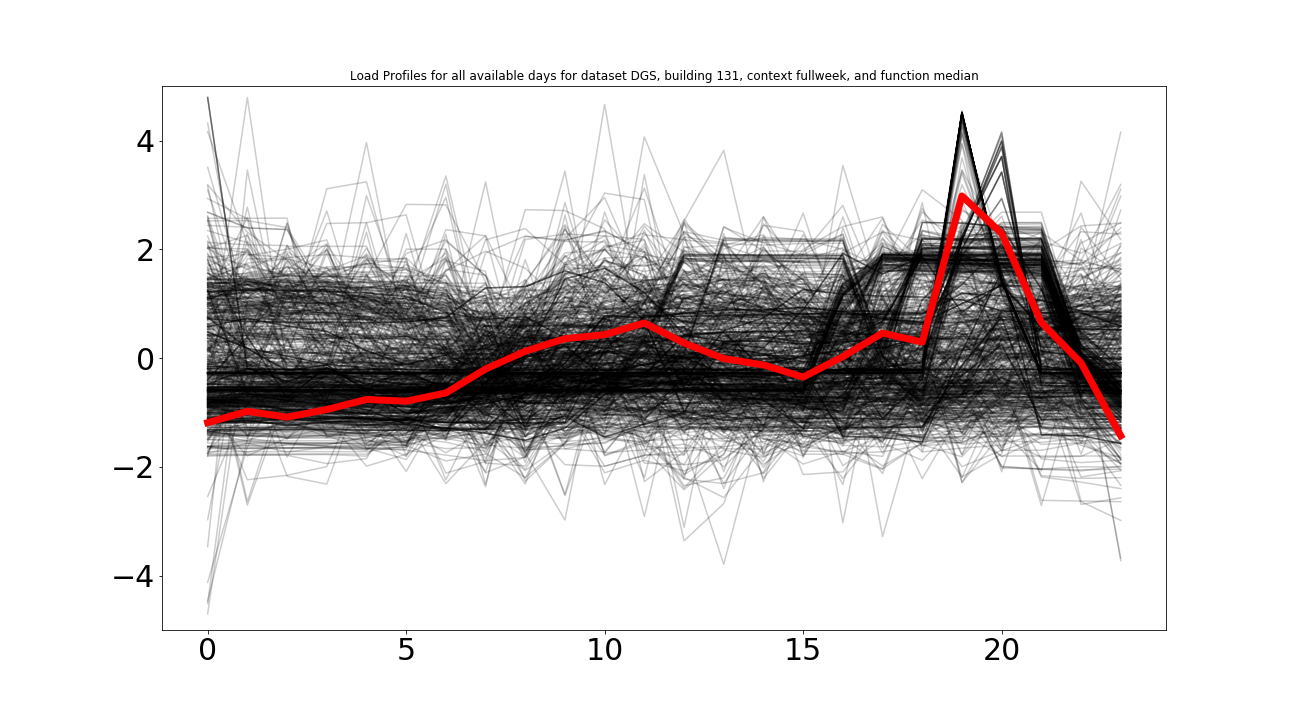 Load Profiles for all available days for dataset DGS, building 131, context fullweek, and function median
4
2
0
−2
−4
0 5 10 15 20